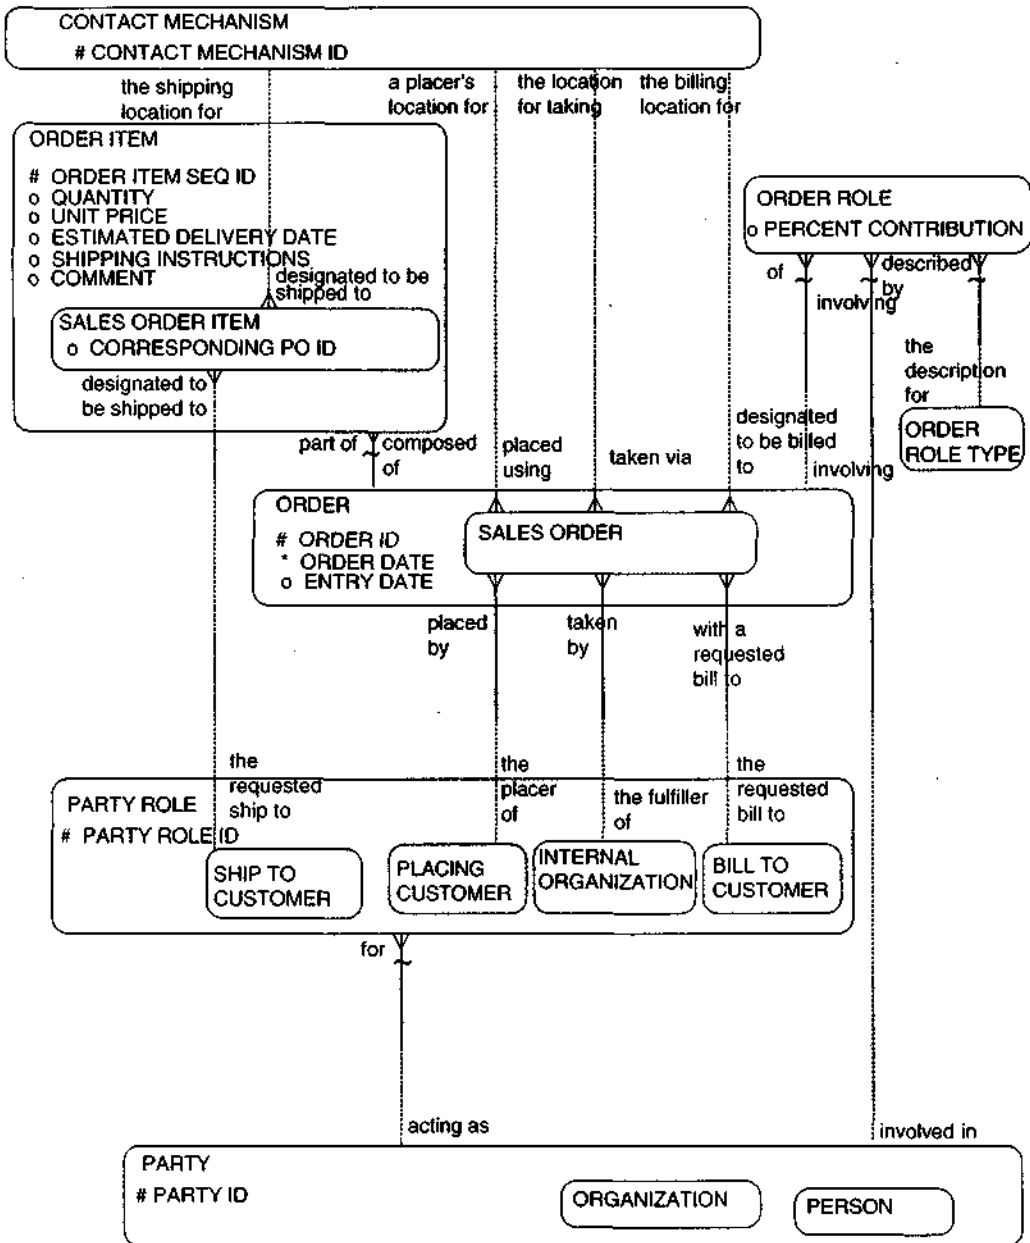 CONTACT MECHANISM
# CONTACT MECHANISM ID
the shipping
location for
a placer's
location for
the location
for taking
the billing
location for
ORDER ITEM
# ORDER ITEM SEQ ID
o QUANTITY
o UNIT PRICE
o ESTIMATED DELIVERY DATE
o SHIPPING INSTRUCTIONS
o COMMENT
designated to be
shipped to
SALES ORDER ITEM
o CORRESPONDING PO ID
designated to
be shipped to
ORDER ROLE
o PERCENT CONTRIBUTION
of
involving
described
by
the
description
for
ORDER
ROLE TYPE
part of
composed
of
placed
using
taken via
designated
to be billed
to
involving
ORDER
# ORDER ID
* ORDER DATE
o ENTRY DATE
SALES ORDER
placed
by
taken
by
with a
requested
bill to
the
requested
ship to
the
placer
of
the fulfiller
of
the
requested
bill to
PARTY ROLE
# PARTY ROLE ID
SHIP TO
CUSTOMER
PLACING
CUSTOMER
INTERNAL
ORGANIZATION
BILL TO
CUSTOMER
for
acting as
involved in
PARTY
# PARTY ID
ORGANIZATION
PERSON